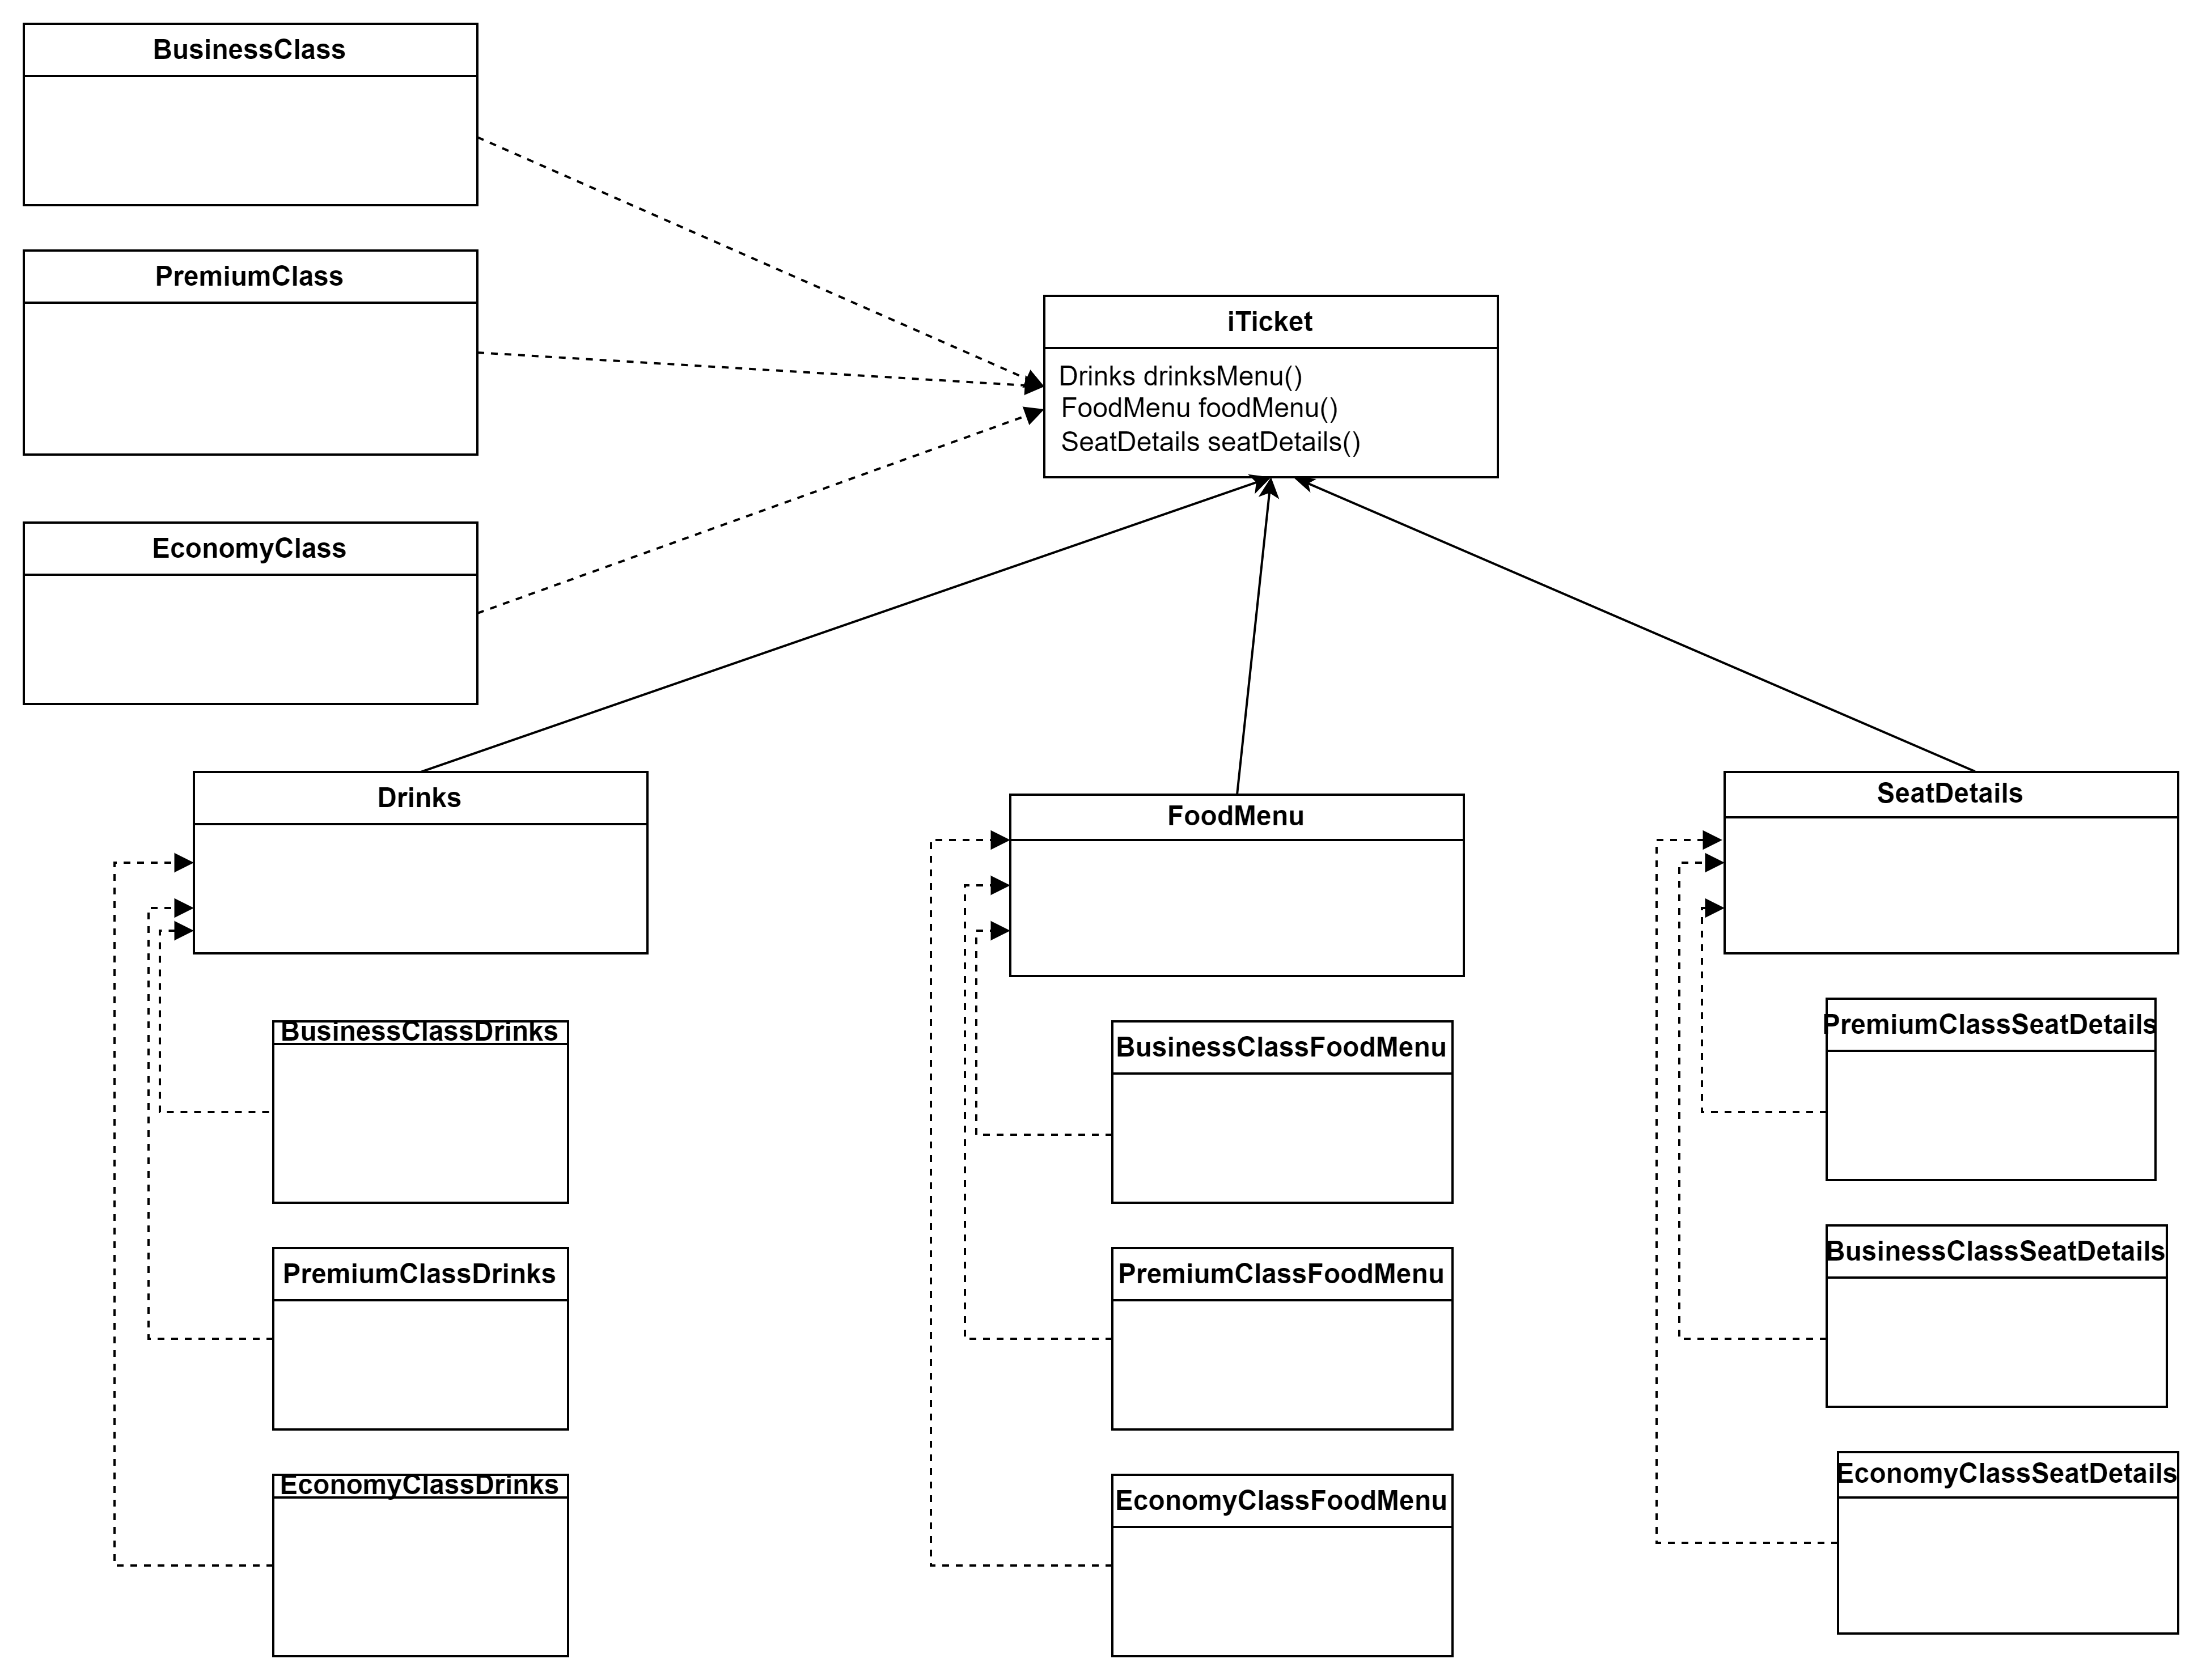 BusinessClass
PremiumClass
iTicket
Drinks drinksMenu()
FoodMenu foodMenu()
SeatDetails seatDetails()
EconomyClass
Drinks
FoodMenu
SeatDetails
BusinessClassDrinks
BusinessClassFoodMenu
PremiumClassSeatDetails
PremiumClassDrinks
PremiumClassFoodMenu
BusinessClassSeatDetails
EconomyClassDrinks
EconomyClassFoodMenu
EconomyClassSeatDetails